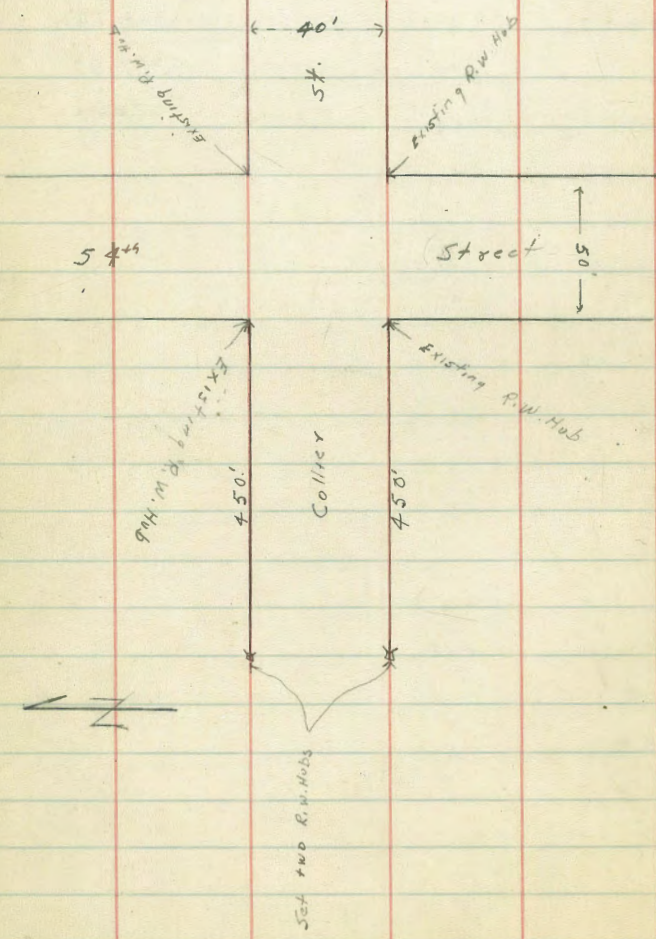 40'
St.
Existing R.W. Hub
Existing R.W. Hub
54th
Street
50'
Existing R.W. Hub
Existing R.W. Hub
450'
Collier
450'
N
Set two R.W. Hubs